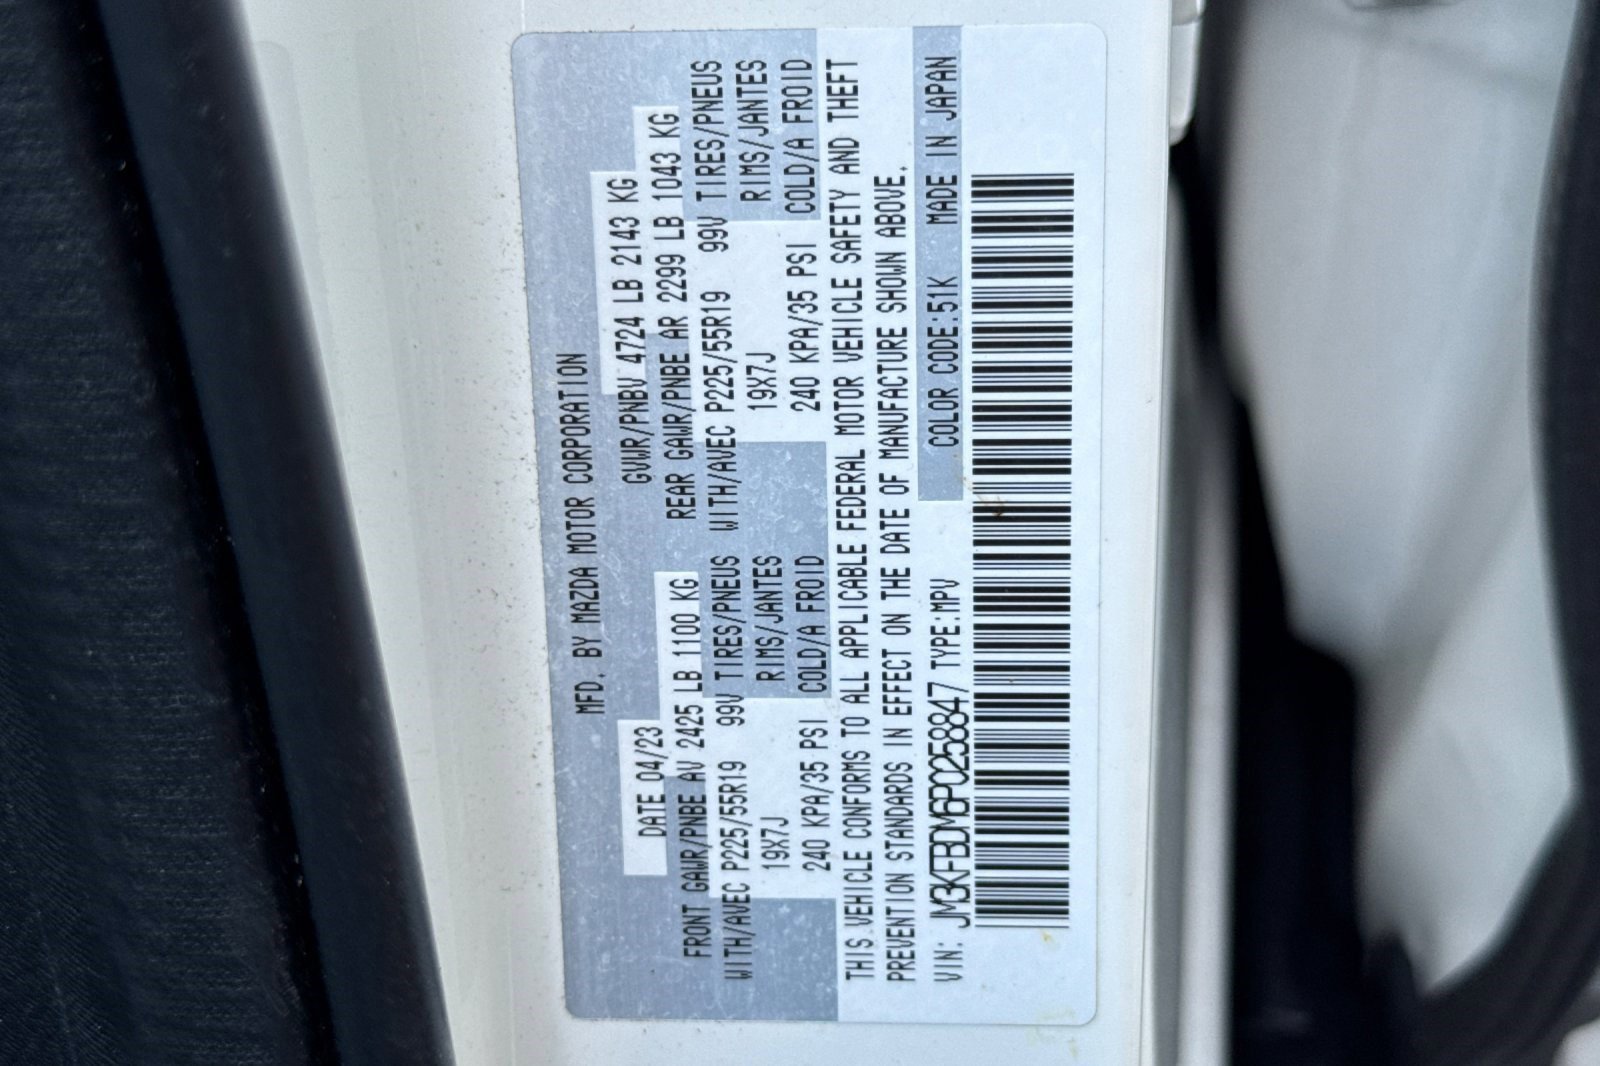 MFD. BY MAZDA MOTOR CORPORATION
DATE 04/23 GVWR/PNBV 4724 LB 2143 KG
FRONT GAWR/PNBE AV 2425 LB 1100 KG REAR GAWR/PNBE AR 2299 LB 1043 KG
WITH/AVEC P225/55R19 99V TIRES/PNEUS WITH/AVEC P225/55R19 99V TIRES/PNEUS
19X7J RIMS/JANTES 19X7J RIMS/JANTES
240 KPA/35 PSI COLD/A FROID 240 KPA/35 PSI COLD/A FROID
THIS VEHICLE CONFORMS TO ALL APPLICABLE FEDERAL MOTOR VEHICLE SAFETY AND THEFT
PREVENTION STANDARDS IN EFFECT ON THE DATE OF MANUFACTURE SHOWN ABOVE.
VIN: JM3KFBDM6P0258847 TYPE:MPV COLOR CODE:51K MADE IN JAPAN